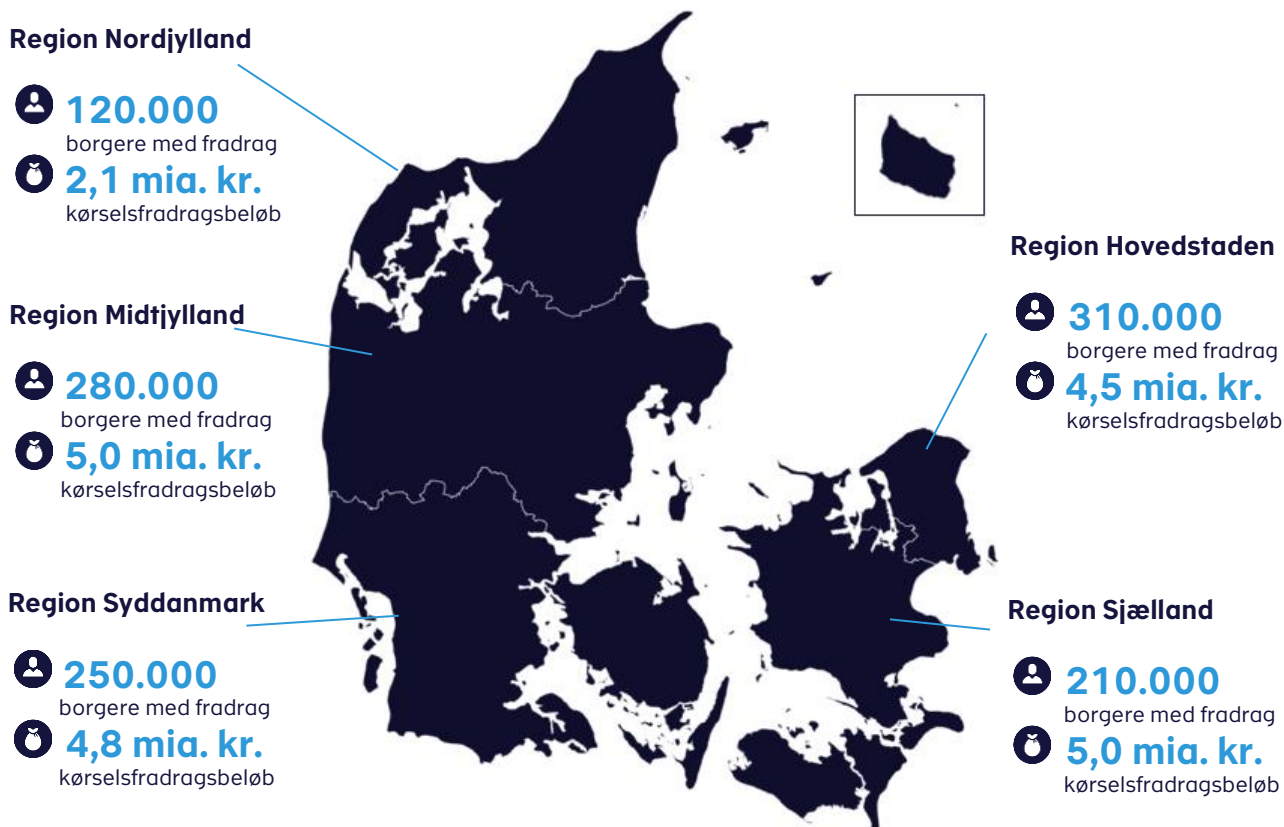 Region Nordjylland
120.000
borgere med fradrag
2,1 mia. kr.
kørselsfradragsbeløb
Region Midtjylland
280.000
borgere med fradrag
5,0 mia. kr.
kørselsfradragsbeløb
Region Syddanmark
250.000
borgere med fradrag
4,8 mia. kr.
kørselsfradragsbeløb
Region Hovedstaden
310.000
borgere med fradrag
4,5 mia. kr.
kørselsfradragsbeløb
Region Sjælland
210.000
borgere med fradrag
5,0 mia. kr.
kørselsfradragsbeløb